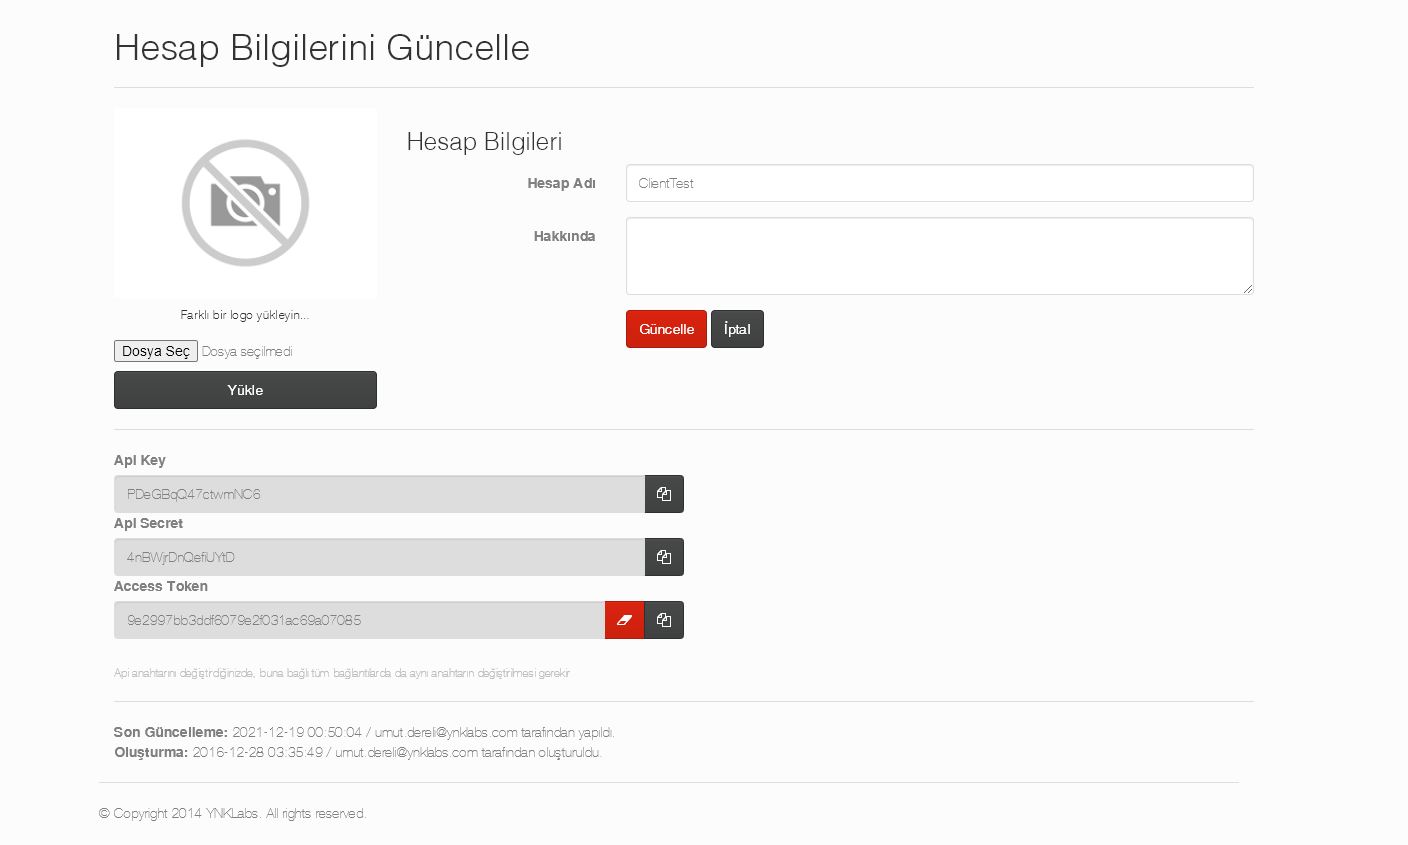 Hesap Bilgilerini Güncelle
Farklı bir logo yükleyin...
Dosya Seç Dosya seçilmedi
Yükle
Hesap Bilgileri
Hesap Adı ClientTest
Hakkında
Güncelle İptal
Api Key
PDeGBqQ47ctwmNC6
Api Secret
4nBWjrDnQefiUYtD
Access Token
9e2997bb3ddf6079e2f031ac69a07085
Api anahtarını değiştirdiğinizde, buna bağlı tüm bağlantılarda da aynı anahtarın değiştirilmesi gerekir
Son Güncelleme: 2021-12-19 00:50:04 / umut.dereli@ynklabs.com tarafından yapıldı.
Oluşturma: 2016-12-28 03:35:49 / umut.dereli@ynklabs.com tarafından oluşturuldu.
© Copyright 2014 YNKLabs. All rights reserved.